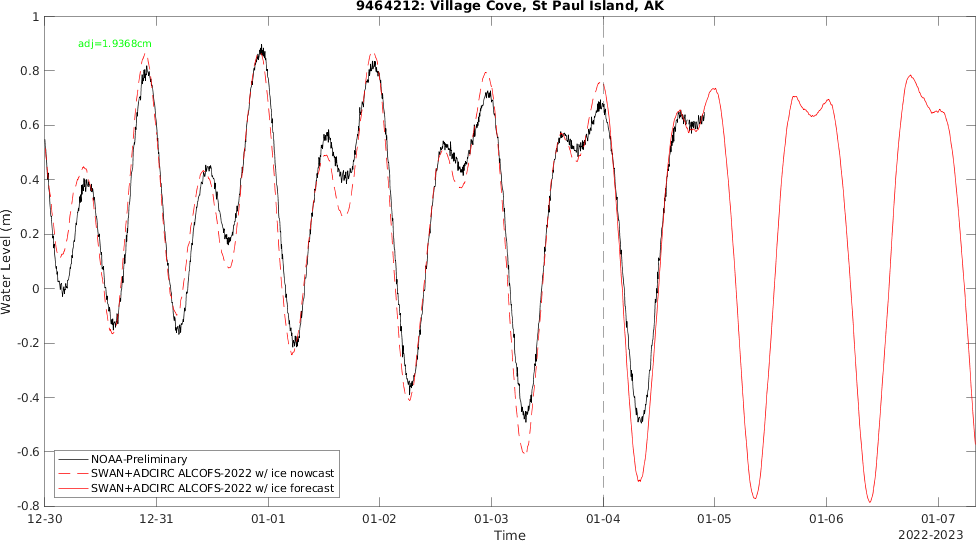 9464212: Village Cove, St Paul Island, AK
adj=1.9368cm
Water Level (m)
1
0.8
0.6
0.4
0.2
0
-0.2
-0.4
-0.6
-0.8
NOAA-Preliminary
SWAN+ADCIRC ALCOFS-2022 w/ ice nowcast
SWAN+ADCIRC ALCOFS-2022 w/ ice forecast
12-30 12-31 01-01 01-02 01-03 01-04 01-05 01-06 01-07
Time
2022-2023